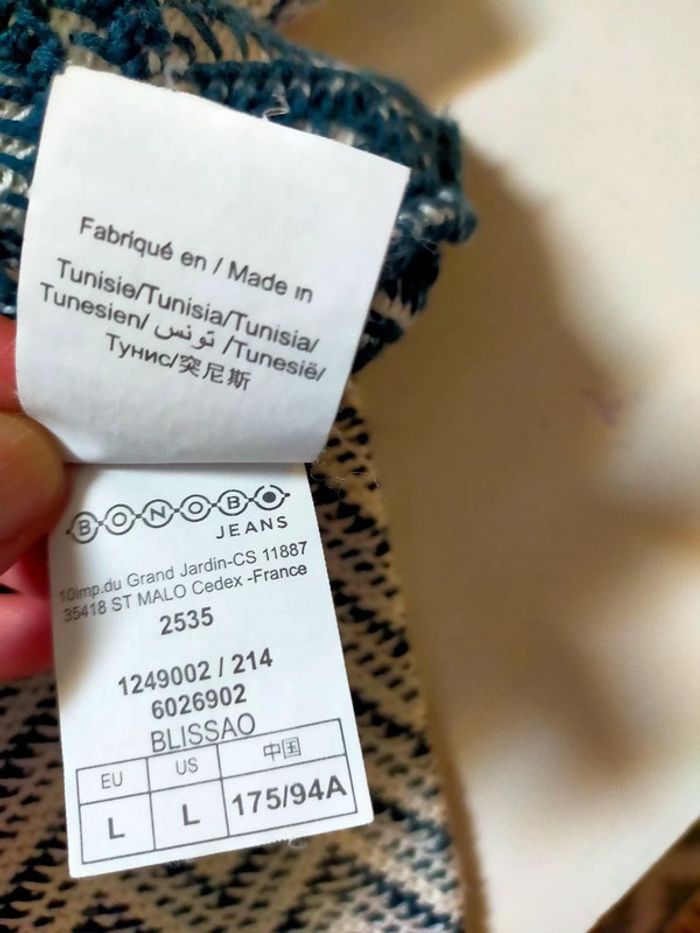 Fabriqué en / Made in
Tunisie/Tunisia/Tunisia/
Tunesien/ تونس /Tunesië/
Тунис/突尼斯
BONOBO
JEANS
10imp.du Grand Jardin-CS 11887
35418 ST MALO Cedex -France
2535
1249002 / 214
6026902
BLISSAO
EU US 中国
L L 175/94A